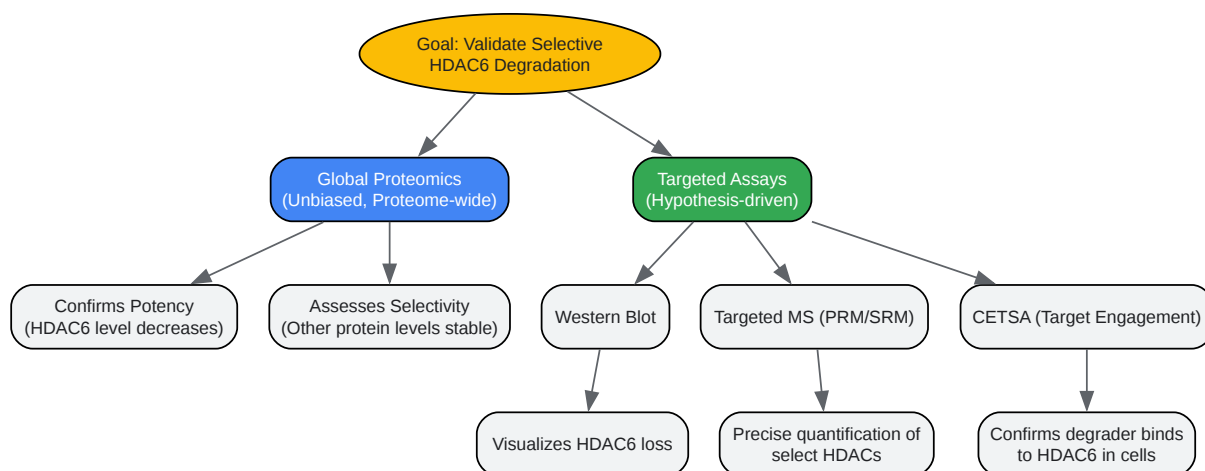 Goal: Validate Selective
HDAC6 Degradation
Global Proteomics
(Unbiased, Proteome-wide)
Targeted Assays
(Hypothesis-driven)
Confirms Potency
(HDAC6 level decreases)
Assesses Selectivity
(Other protein levels stable)
Western Blot
Targeted MS (PRM/SRM)
CETSA (Target Engagement)
Visualizes HDAC6 loss
Precise quantification of
select HDACs
Confirms degrader binds
to HDAC6 in cells